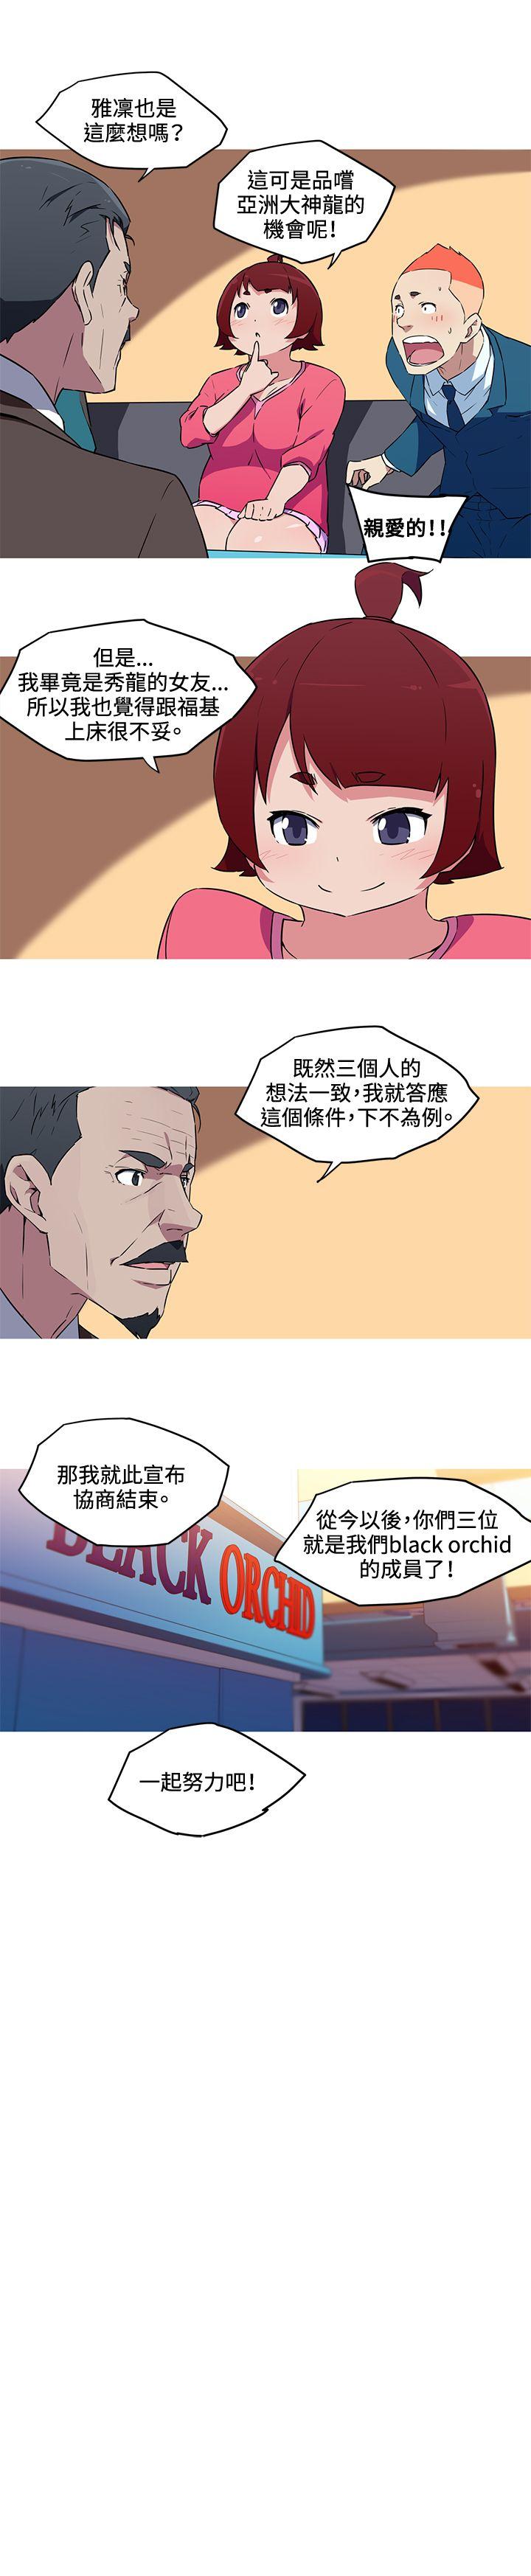 雅凜也是
這麼想嗎？
這可是品嚐
亞洲大神龍的
機會呢！
親愛的！！
但是…
我畢竟是秀龍的女友…
所以我也覺得跟福基
上床很不妥。
既然三個人的
想法一致，我就答應
這個條件，下不為例。
那我就此宣布
協商結束。
BLACK ORCHID
從今以後，你們三位
就是我們black orchid
的成員了！
一起努力吧！